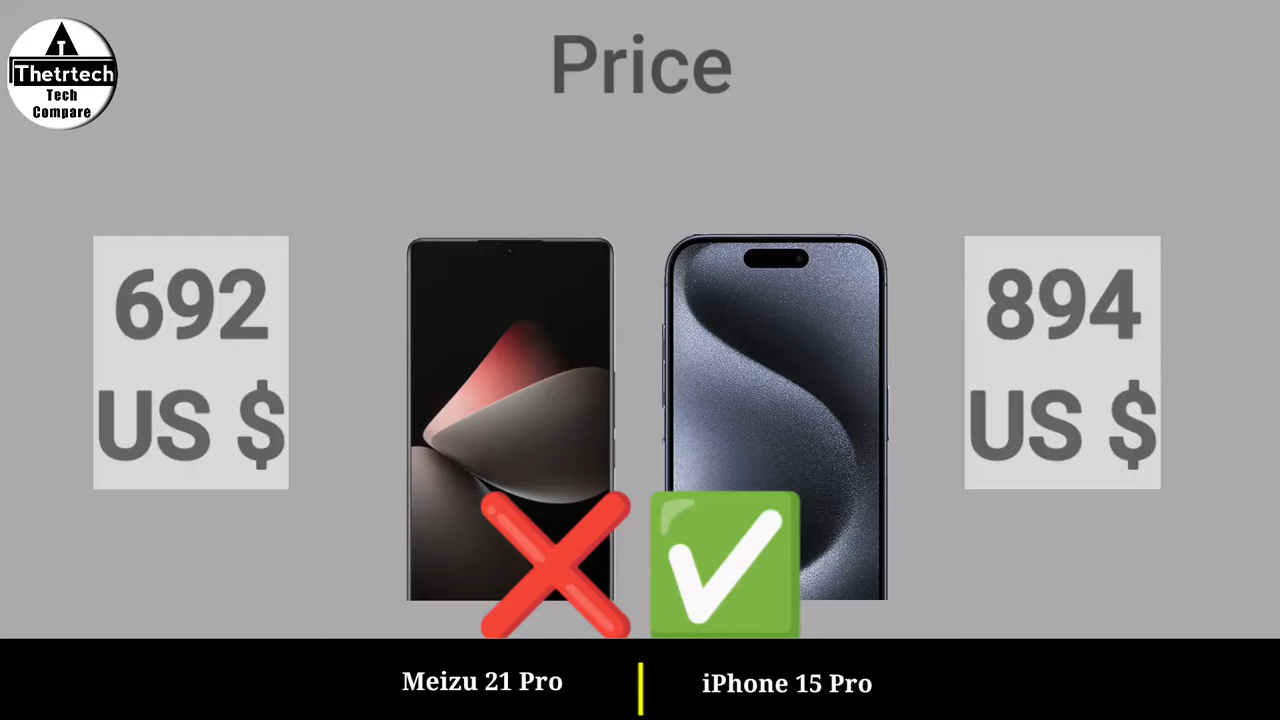 T
Thetrtech
Tech
Compare
Price
692
US $
894
US $
Meizu 21 Pro
iPhone 15 Pro